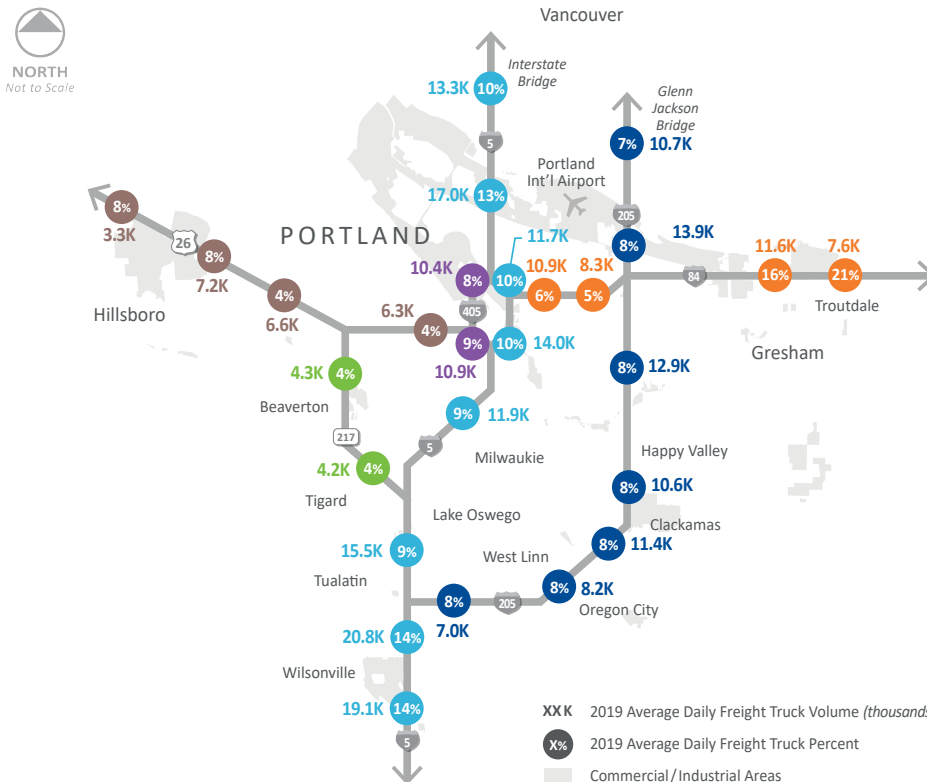 Vancouver
NORTH
Not to Scale
Interstate
Bridge
13.3K
10%
Glenn
Jackson
Bridge
5
7%
10.7K
Portland
Int'l Airport
17.0K
13%
8%
3.3K
205
PORTLAND
11.7K
13.9K
8%
26
8%
7.2K
10.4K
8%
10%
10.9K
8.3K
11.6K
7.6K
84
16%
21%
4%
6.6K
6%
5%
Troutdale
Hillsboro
6.3K
405
4%
9%
10%
14.0K
Gresham
10.9K
4.3K
4%
8%
12.9K
Beaverton
9%
11.9K
217
5
Milwaukie
Happy Valley
4.2K
4%
Tigard
8%
10.6K
Lake Oswego
Clackamas
15.5K
9%
8%
11.4K
West Linn
Tualatin
8%
8.2K
8%
205
Oregon City
7.0K
20.8K
14%
Wilsonville
19.1K
14%
5
XXK 2019 Average Daily Freight Truck Volume (thousands
X% 2019 Average Daily Freight Truck Percent
Commercial/Industrial Areas